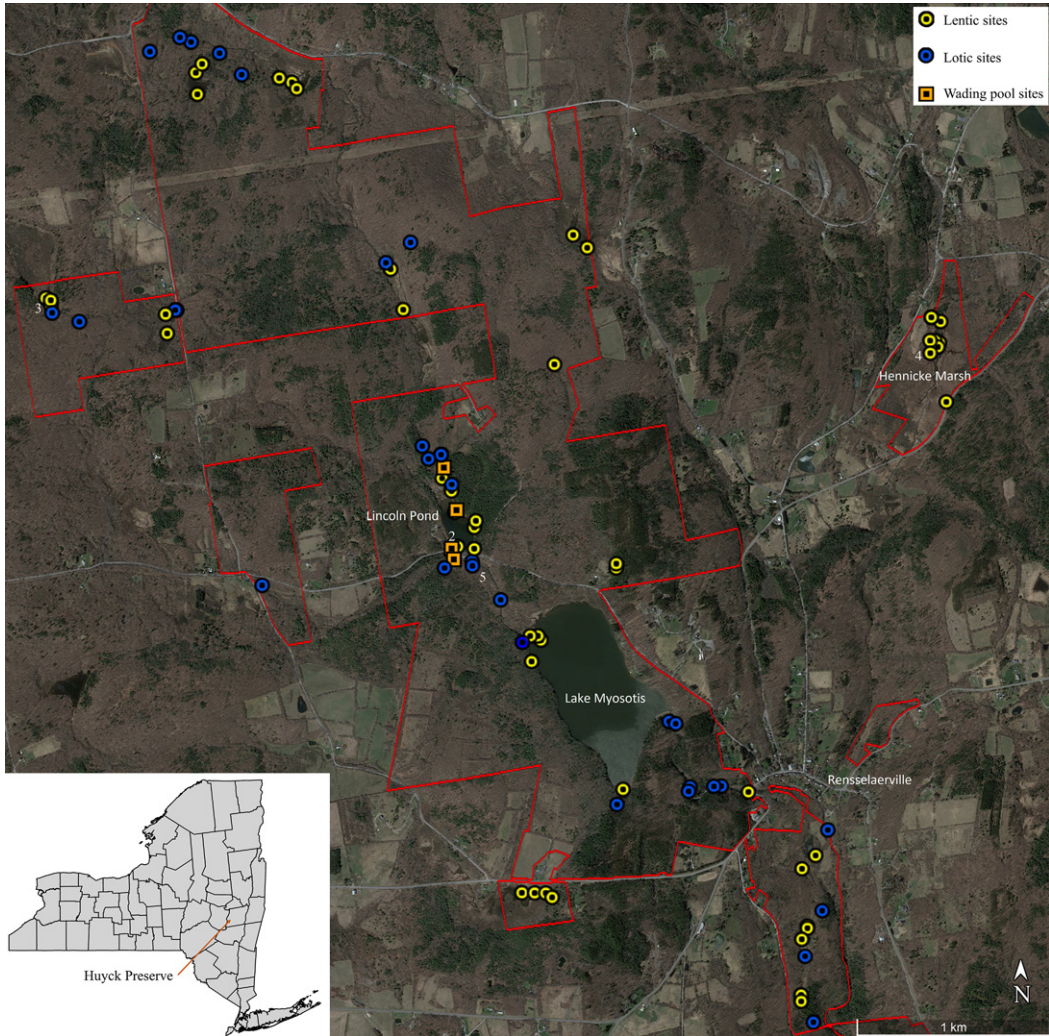 Lentic sites
Lotic sites
Wading pool sites
3
4
Hennicke Marsh
Lincoln Pond
2
5
Lake Myosotis
Rensselaerville
Huyck Preserve
N
1 km